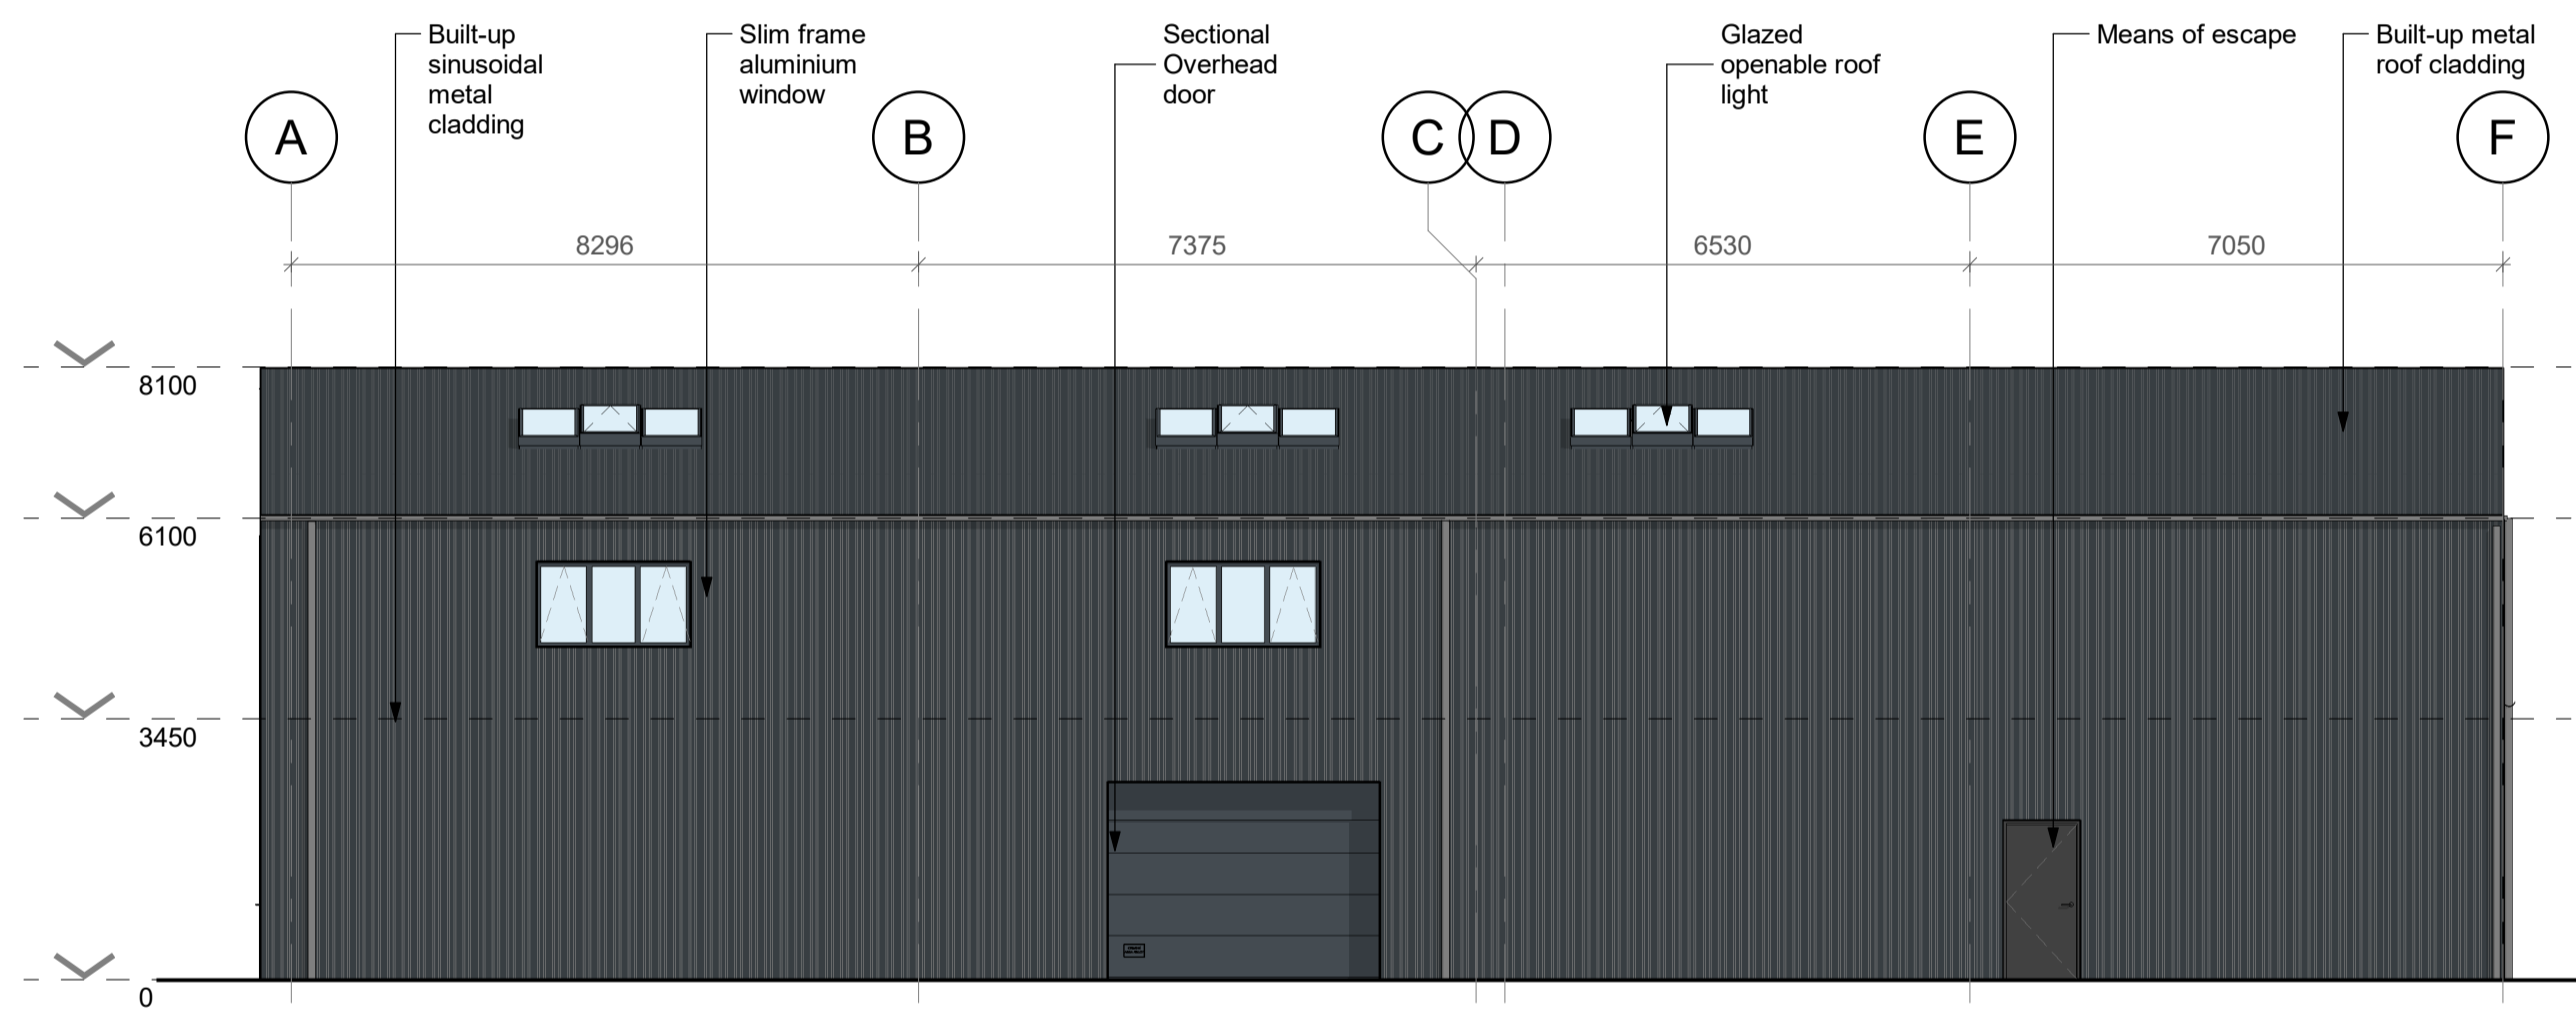 Built-up
sinusoidal
metal
cladding
Slim frame
aluminium
window
Sectional
Overhead
door
Glazed
openable roof
light
Means of escape
Built-up metal
roof cladding
A
B
C
D
E
F
8296
7375
6530
7050
8100
6100
3450
0